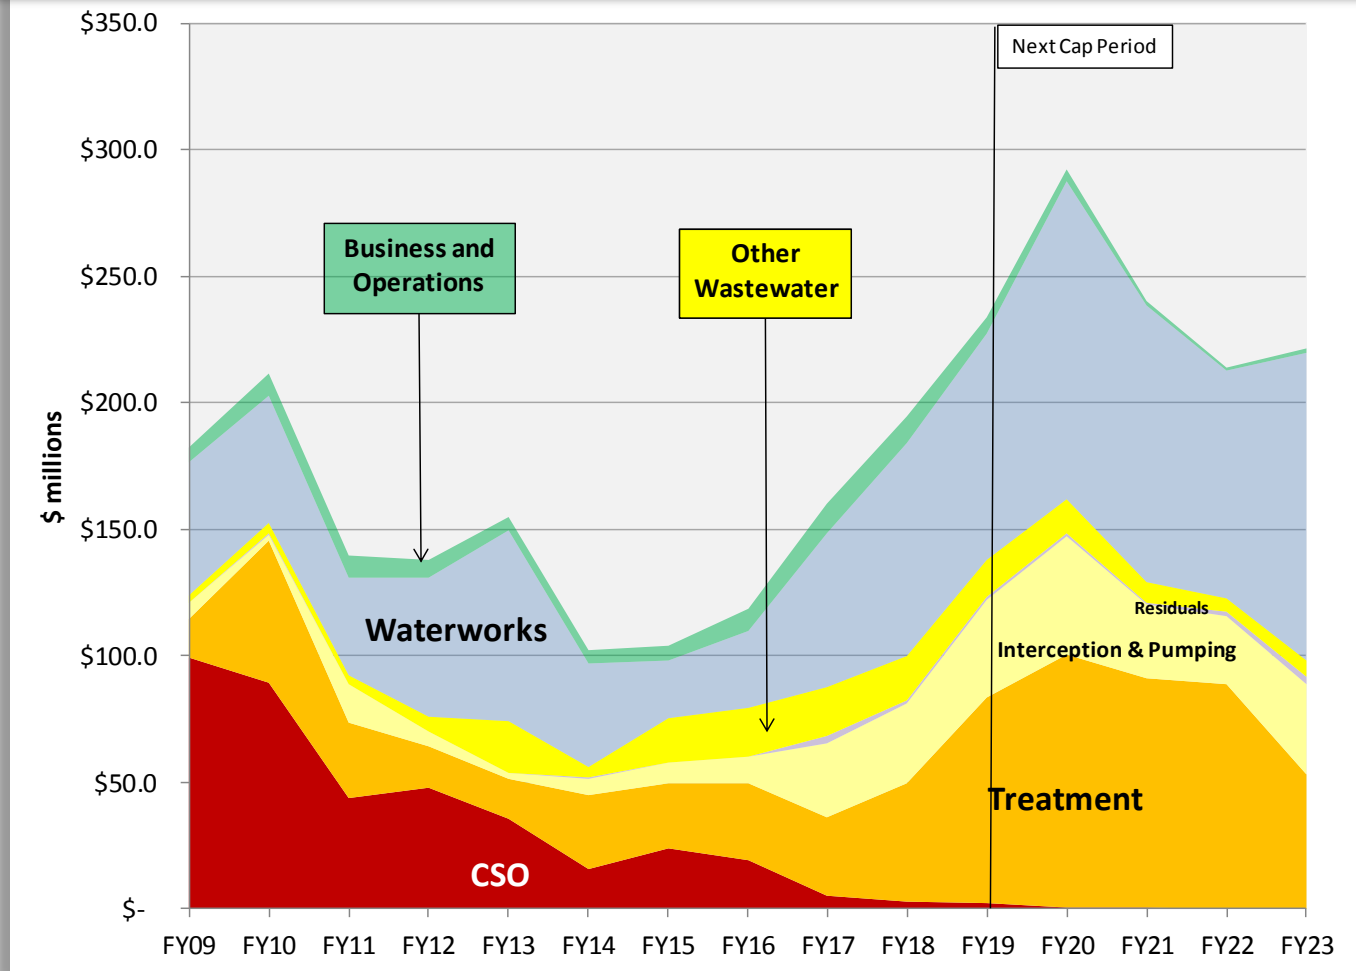 $350.0
Next Cap Period
$300.0
Business and
Operations
Other
Wastewater
$250.0
$200.0
$ millions
$150.0
Waterworks
Residuals
Interception & Pumping
$100.0
$50.0
Treatment
CSO
$-
FY09 FY10 FY11 FY12 FY13 FY14 FY15 FY16 FY17 FY18 FY19 FY20 FY21 FY22 FY23